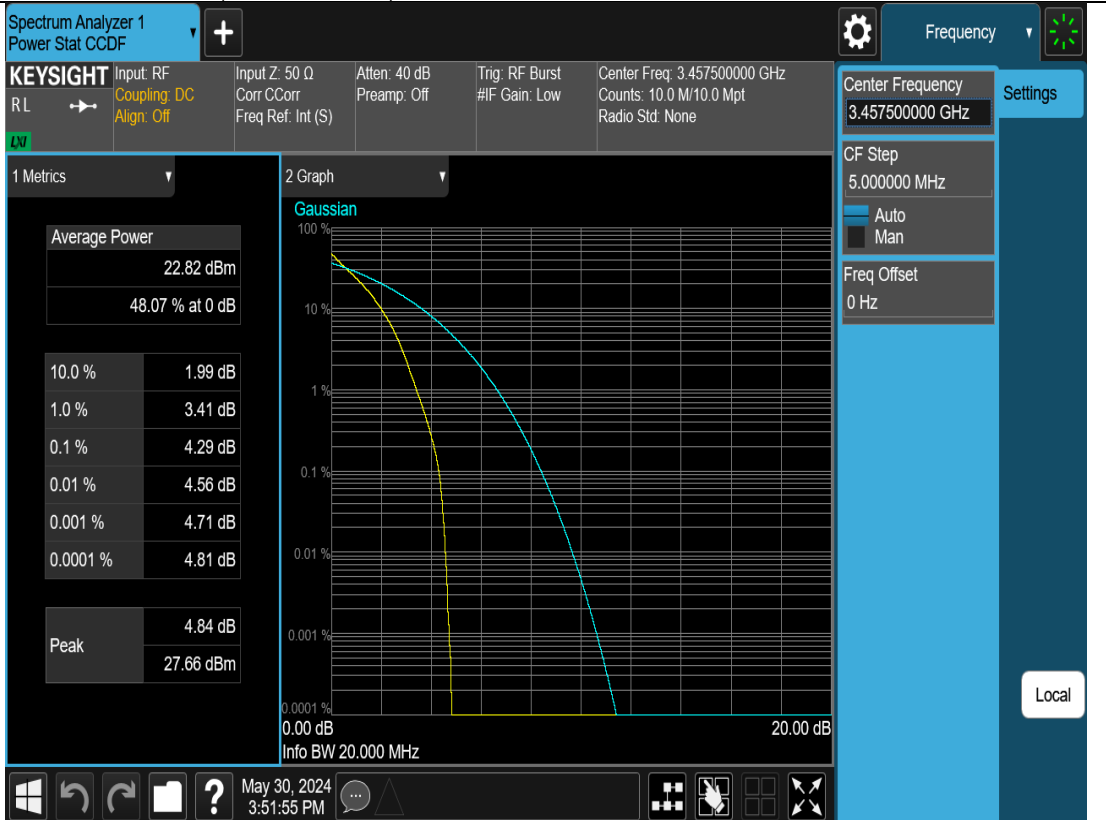 Spectrum Analyzer 1
Power Stat CCDF
+
Frequency
KEYSIGHT
RL
LXI
Input: RF
Coupling: DC
Align: Off
Input Z: 50 Ω
Corr CCorr
Freq Ref: Int (S)
Atten: 40 dB
Preamp: Off
Trig: RF Burst
#IF Gain: Low
Center Freq: 3.457500000 GHz
Counts: 10.0 M/10.0 Mpt
Radio Std: None
Center Frequency
3.457500000 GHz
Settings
CF Step
5.000000 MHz
Auto
Man
Freq Offset
0 Hz
Local
1 Metrics
Average Power
22.82 dBm
48.07 % at 0 dB
10.0 % 1.99 dB
1.0 % 3.41 dB
0.1 % 4.29 dB
0.01 % 4.56 dB
0.001 % 4.71 dB
0.0001 % 4.81 dB
Peak
4.84 dB
27.66 dBm
2 Graph
Gaussian
100 %
10 %
1 %
0.1 %
0.01 %
0.001 %
0.0001 %
0.00 dB 20.00 dB
Info BW 20.000 MHz
?
May 30, 2024
3:51:55 PM